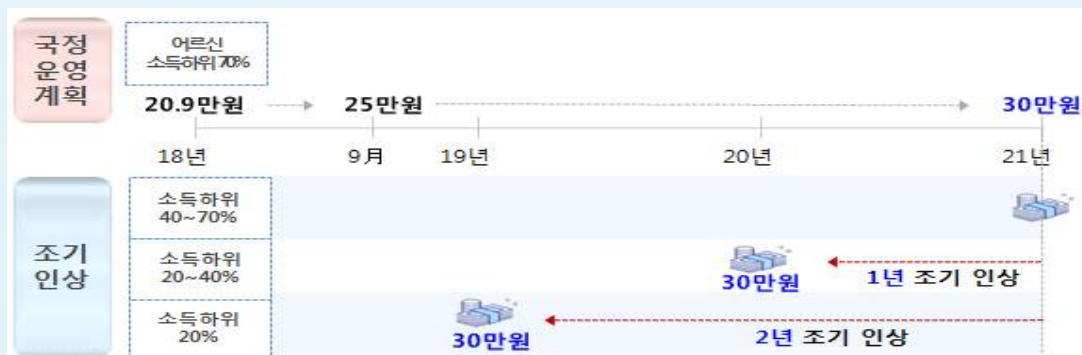 국정
운영
계획
어르신
소득하위 70%
20.9만원
25만원
30만원
18년
9月
19년
20년
21년
조기
인상
소득하위
40~70%
소득하위
20~40%
30만원
1년 조기 인상
소득하위
20%
30만원
2년 조기 인상